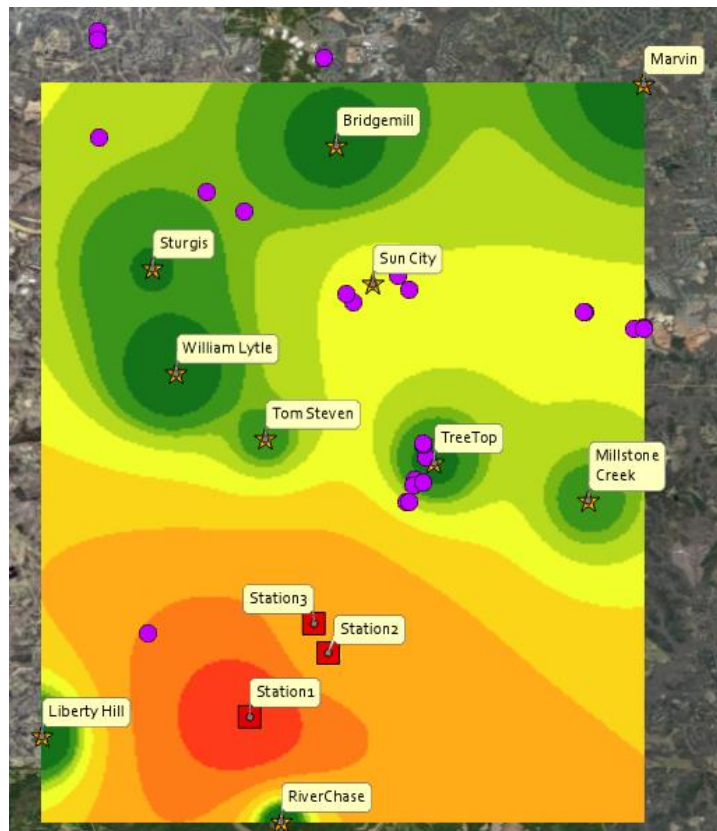 Marvin
Bridgemill
Sturgis
Sun City
William Lytle
Tom Steven
TreeTop
Millstone
Creek
Station3
Station2
Station1
Liberty Hill
RiverChase